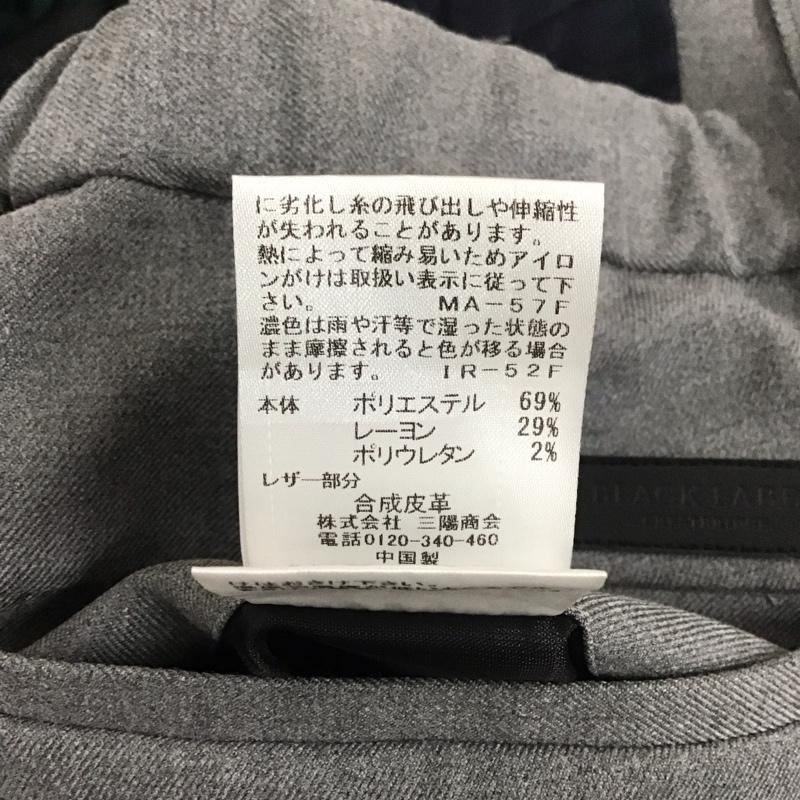 に劣化し糸の飛び出しや伸縮性
が失われることがあります。
熱によって縮み易いためアイロ
ンがけは取扱い表示に従って下
さい。 MA-57F
濃色は雨や汗等で湿った状態の
まま摩擦されると色が移る場合
があります。 IR-52F
本体 ポリエステル 69%
レーヨン 29%
ポリウレタン 2%
レザー部分
合成皮革
株式会社 三陽商会
電話0120-340-460
中国製
BLACK LABE